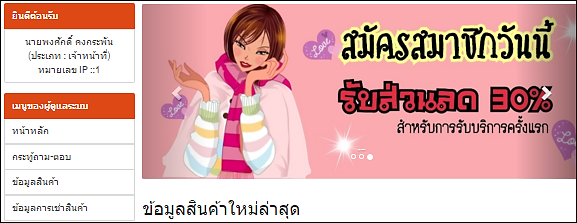 ยินดีต้อนรับ
นายพงศักดิ์ คงกระพัน
(ประเภท : เจ้าหน้าที่)
หมายเลข IP ::1
เมนูของผู้ดูแลระบบ
หน้าหลัก
กระทู้ถาม-ตอบ
ข้อมูลสินค้า
ข้อมูลการเช่าสินค้า
สมัครสมาชิกวันนี้
รับส่วนลด 30%
สำหรับการรับบริการครั้งแรก
Love
ข้อมูลสินค้าใหม่ล่าสุด